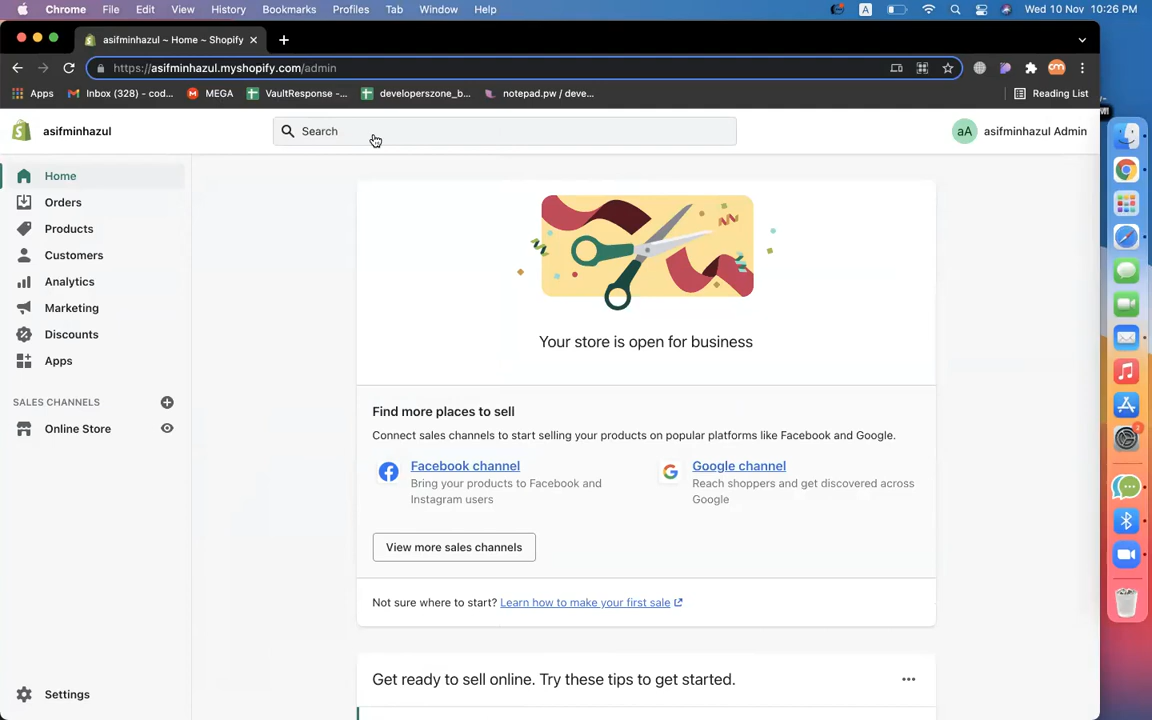 Chrome File Edit View History Bookmarks Profiles Tab Window Help A Wed 10 Nov 10:26 PM
asifminhazul ~ Home ~ Shopify
https://asifminhazul.myshopify.com/admin
Apps Inbox (328) - cod... MEGA VaultResponse -... developerszone_b... notepad.pw / deve... Reading List
asifminhazul Search aA asifminhazul Admin
Home
Orders
Products
Customers
Analytics
Marketing
Discounts
Apps
SALES CHANNELS
Online Store
Settings
Your store is open for business
Find more places to sell
Connect sales channels to start selling your products on popular platforms like Facebook and Google.
Facebook channel
Bring your products to Facebook and
Instagram users
Google channel
Reach shoppers and get discovered across
Google
View more sales channels
Not sure where to start? Learn how to make your first sale
Get ready to sell online. Try these tips to get started.